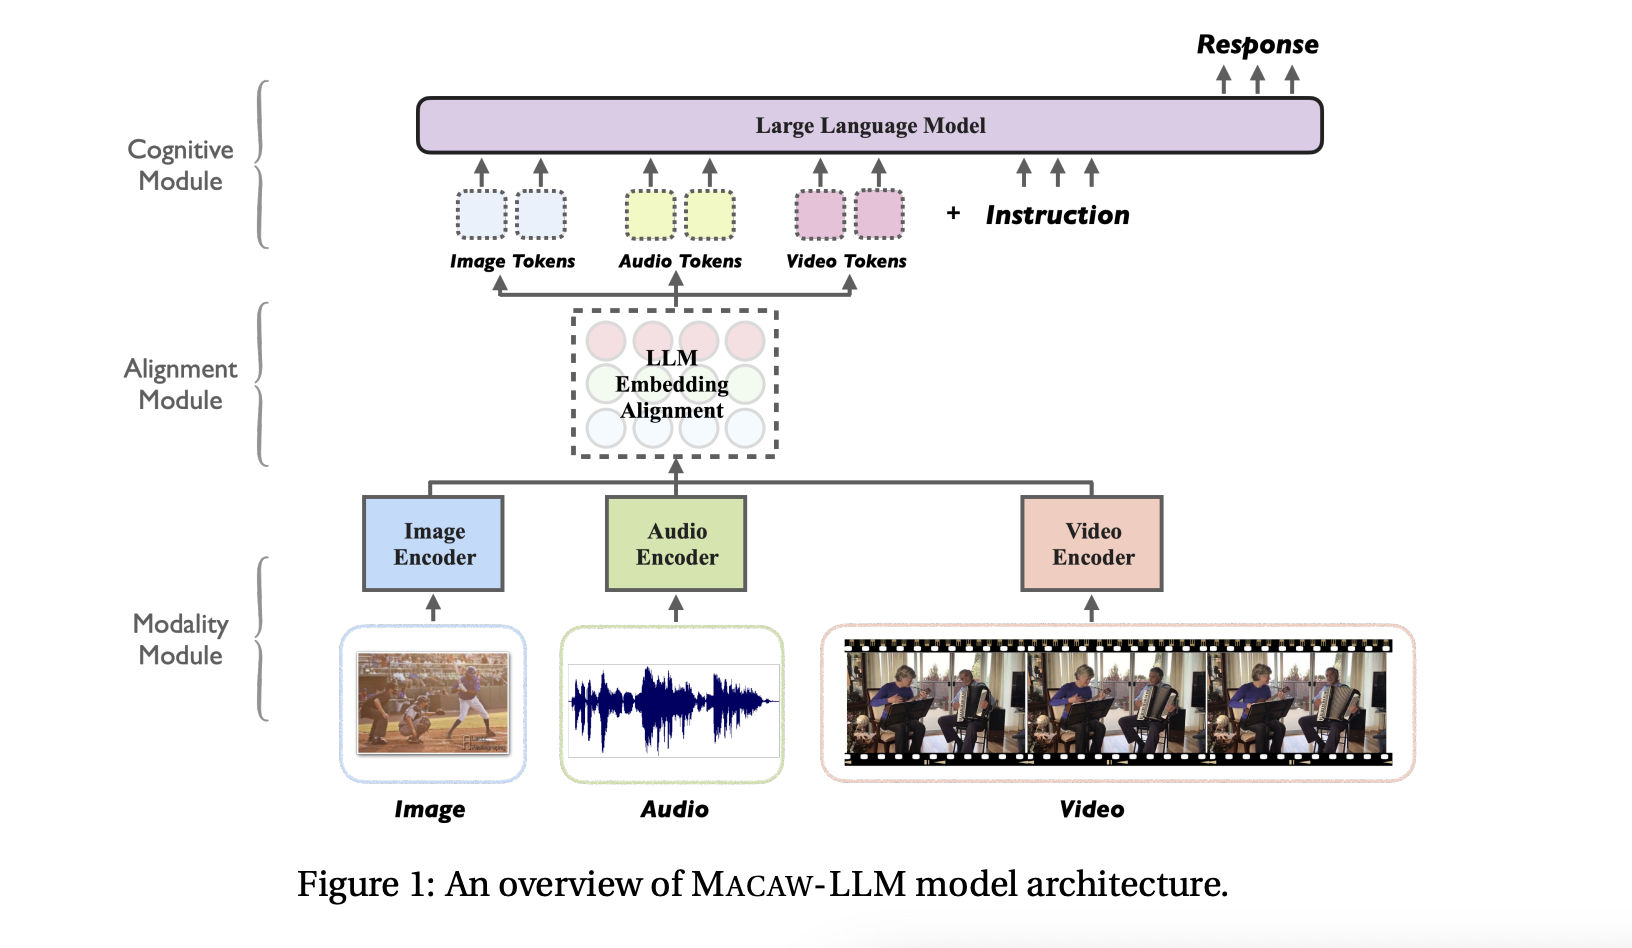 Response
Cognitive
Module
Large Language Model
+ Instruction
Image Tokens
Audio Tokens
Video Tokens
Alignment
Module
LLM
Embedding
Alignment
Modality
Module
Image
Encoder
Audio
Encoder
Video
Encoder
Image
Audio
Video
Figure 1: An overview of MACAW-LLM model architecture.